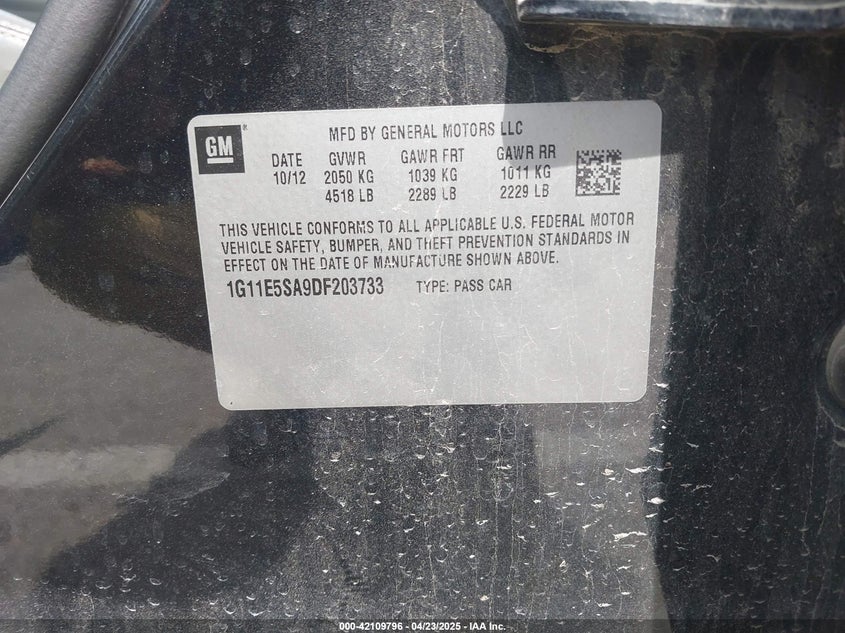 GM
MFD BY GENERAL MOTORS LLC
DATE GVWR GAWR FRT GAWR RR
10/12 2050 KG 1039 KG 1011 KG
4518 LB 2289 LB 2229 LB
THIS VEHICLE CONFORMS TO ALL APPLICABLE U.S. FEDERAL MOTOR
VEHICLE SAFETY, BUMPER, AND THEFT PREVENTION STANDARDS IN
EFFECT ON THE DATE OF MANUFACTURE SHOWN ABOVE.
1G11E5SA9DF203733 TYPE: PASS CAR
000-42109796 - 04/23/2025 - IAA Inc.